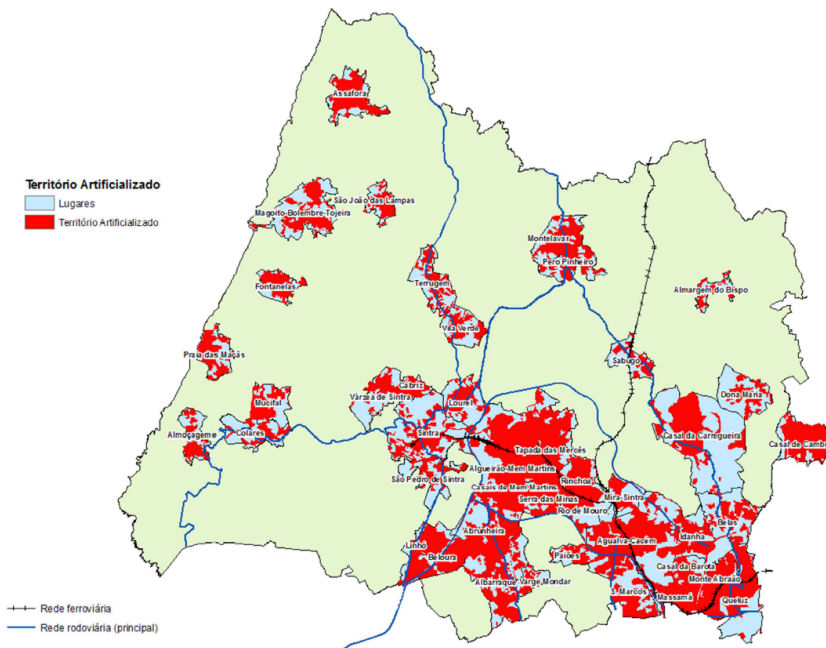 Território Artificializado
Lugares
Território Artificializado
Assafora
São João das Lampas
Magoito-Bolembre-Tojeira
Montelavar
Pero Pinheiro
Fontanelas
Terrugem
Almargem do Bispo
Vila Verde
Praia das Maçãs
Sabugo
Cabriz
Várzea de Sintra
Lourel
Dona Maria
Mucifal
Almoçageme
Colares
Sintra
Casal da Carregueira
Casal de Camb
Tapada das Mercês
Algueirão-Mem Martins
São Pedro de Sintra
Rinchoa
Casais de Mem Martins
Mira-Sintra
Serra das Minas
Rio de Mouro
Belas
Abrunheira
Idanha
Linhó
Agualva-Cacém
Beloura
Paiões
Casal da Barota
Albarraque
Varge Mondar
Monte Abraão
S. Marcos
Massamá
Queluz
Rede ferroviária
Rede rodoviária (principal)